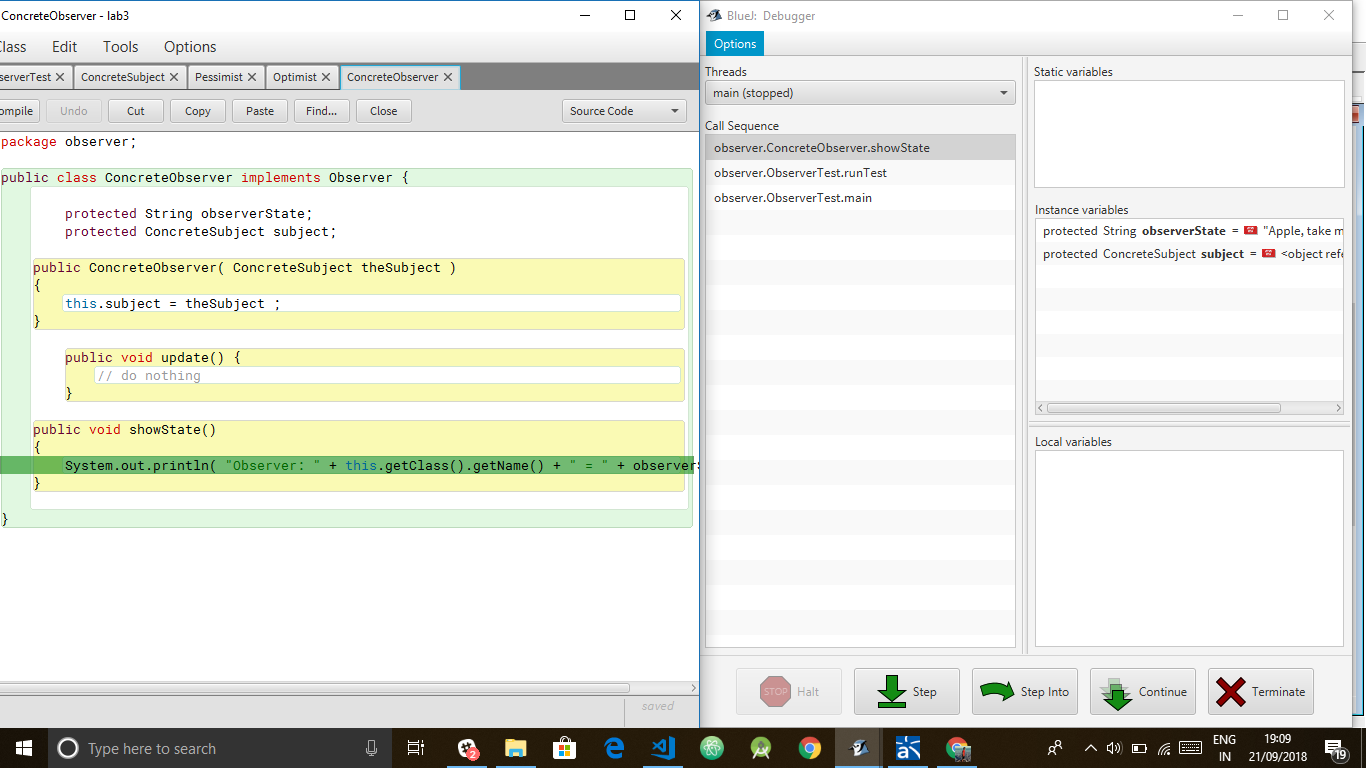 ConcreteObserver - lab3
lass Edit Tools Options
serverTest ConcreteSubject Pessimist Optimist ConcreteObserver
ompile Undo Cut Copy Paste Find... Close Source Code
package observer;
public class ConcreteObserver implements Observer {
protected String observerState;
protected ConcreteSubject subject;
public ConcreteObserver( ConcreteSubject theSubject )
{
this.subject = theSubject ;
}
public void update() {
// do nothing
}
public void showState()
{
System.out.println( "Observer: " + this.getClass().getName() + " = " + observerS
}
}
saved
BlueJ: Debugger
Options
Threads
main (stopped)
Call Sequence
observer.ConcreteObserver.showState
observer.ObserverTest.runTest
observer.ObserverTest.main
Static variables
Instance variables
protected String observerState = "Apple, take m
protected ConcreteSubject subject = <object refe
Local variables
STOP Halt Step Step Into Continue Terminate
Type here to search
2
ENG
IN
19:09
21/09/2018
19